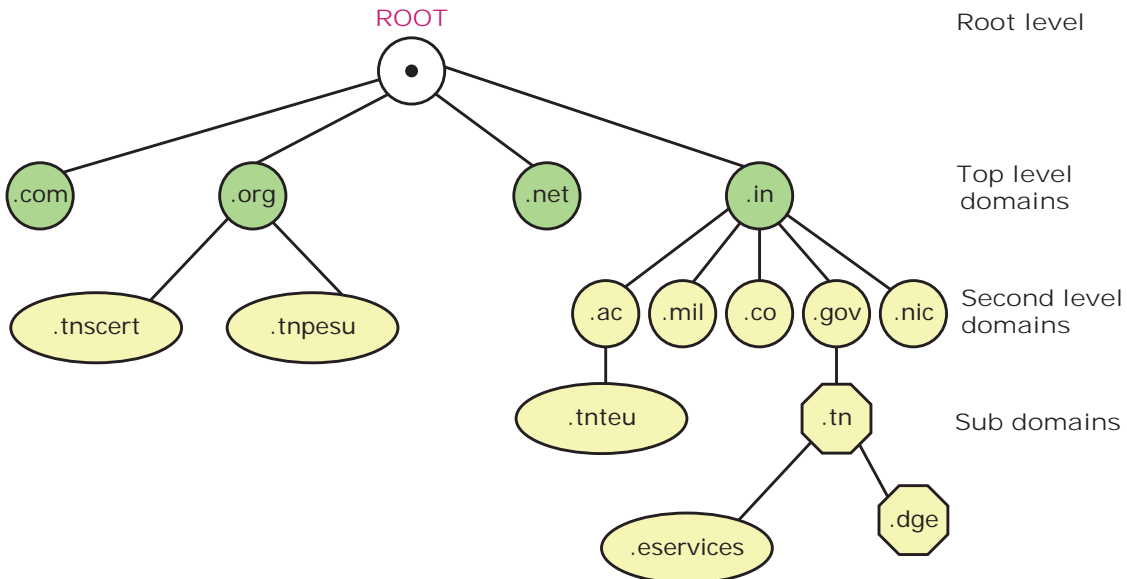 ROOT
Root level
.com
.org
.net
.in
Top level
domains
.tnscert
.tnpesu
.ac
.mil
.co
.gov
.nic
Second level
domains
.tnteu
.tn
Sub domains
.eservices
.dge